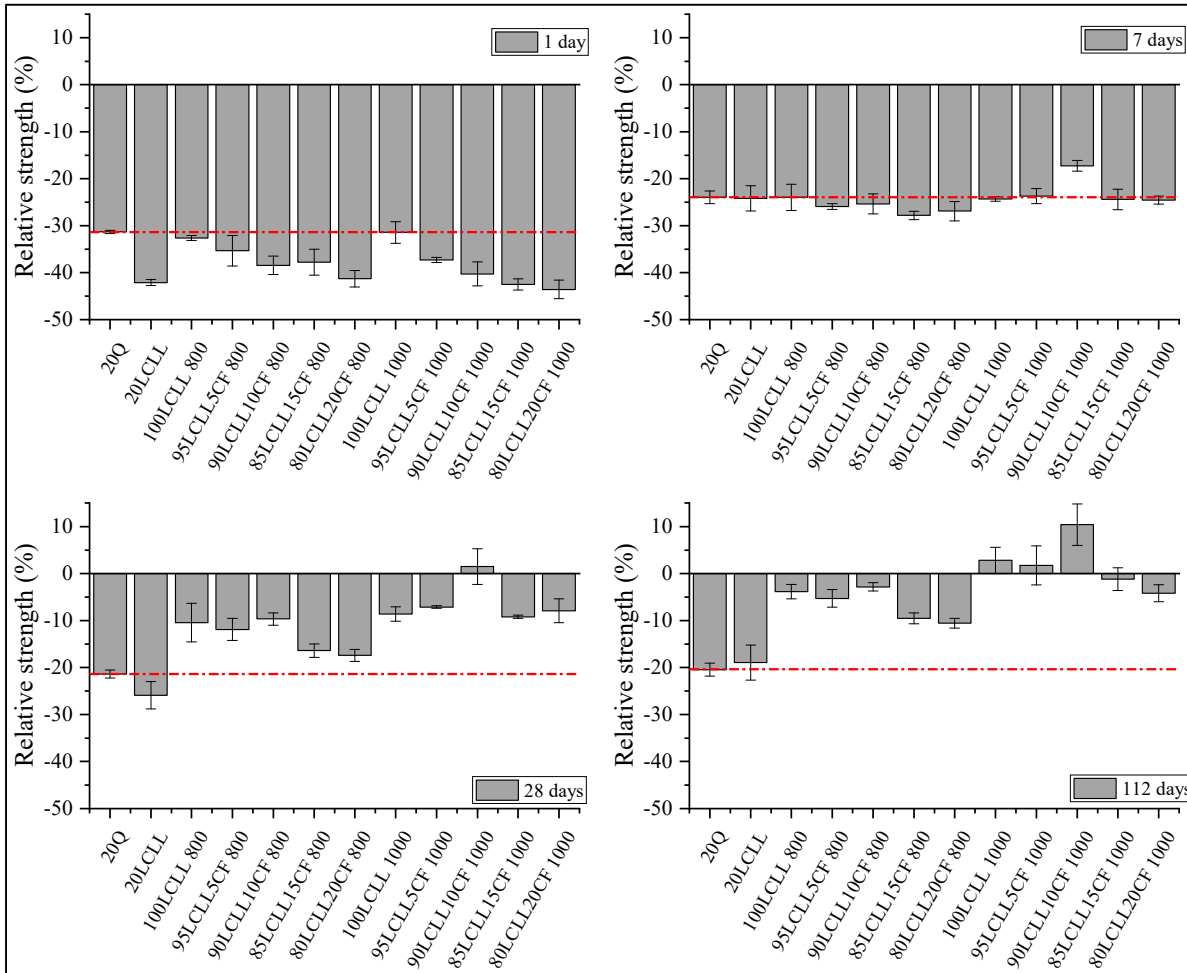 1 day
Relative strength (%)
10
0
-10
-20
-30
-40
-50
20Q
20LCLL
100LCLL 800
95LCLL5CF 800
90LCLL10CF 800
85LCLL15CF 800
80LCLL20CF 800
100LCLL 1000
95LCLL5CF 1000
90LCLL10CF 1000
85LCLL15CF 1000
80LCLL20CF 1000
7 days
Relative strength (%)
10
0
-10
-20
-30
-40
-50
20Q
20LCLL
100LCLL 800
95LCLL5CF 800
90LCLL10CF 800
85LCLL15CF 800
80LCLL20CF 800
100LCLL 1000
95LCLL5CF 1000
90LCLL10CF 1000
85LCLL15CF 1000
80LCLL20CF 1000
28 days
Relative strength (%)
10
0
-10
-20
-30
-40
-50
20Q
20LCLL
100LCLL 800
95LCLL5CF 800
90LCLL10CF 800
85LCLL15CF 800
80LCLL20CF 800
100LCLL 1000
95LCLL5CF 1000
90LCLL10CF 1000
85LCLL15CF 1000
80LCLL20CF 1000
112 days
Relative strength (%)
10
0
-10
-20
-30
-40
-50
20Q
20LCLL
100LCLL 800
95LCLL5CF 800
90LCLL10CF 800
85LCLL15CF 800
80LCLL20CF 800
100LCLL 1000
95LCLL5CF 1000
90LCLL10CF 1000
85LCLL15CF 1000
80LCLL20CF 1000